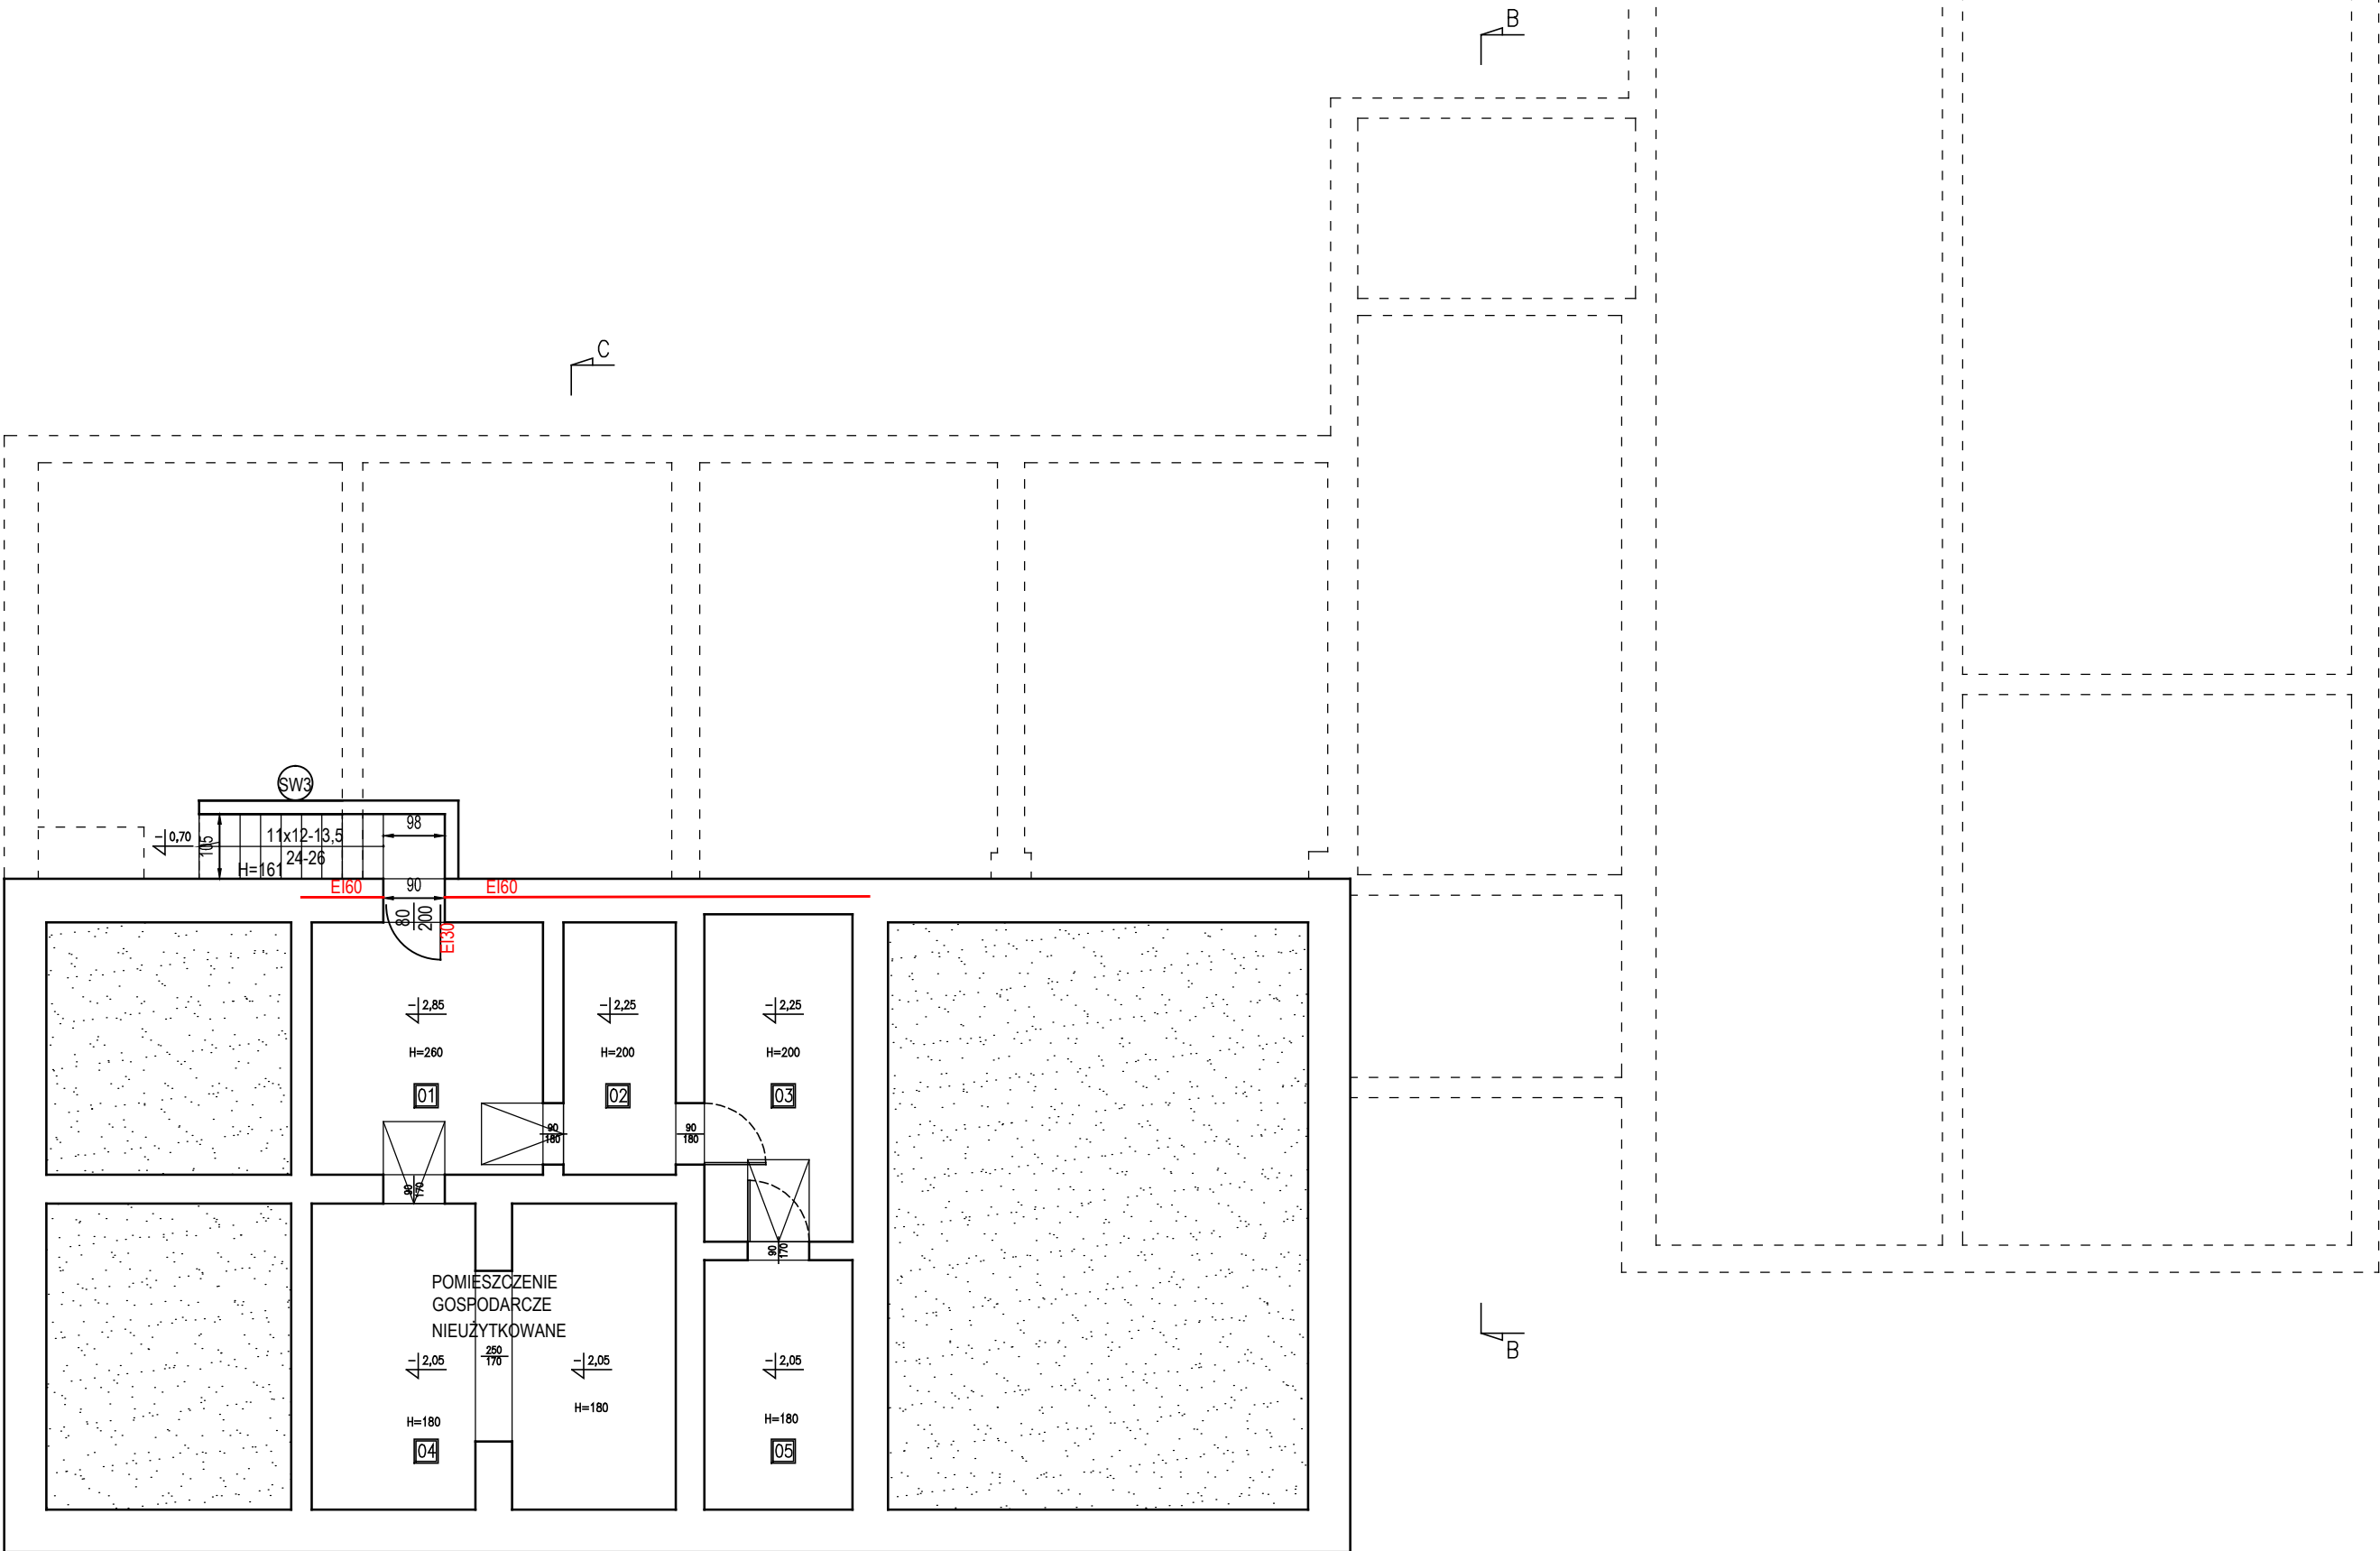 B
C
SW3
-0,70
105
11x12-13,5
24-26
H=161
98
EI60
90
EI60
80
200
EI30
-2,85
H=260
01
-2,25
H=200
02
-2,25
H=200
03
90
180
90
180
90
170
90
170
POMIESZCZENIE
GOSPODARCZE
NIEUŻYTKOWANE
250
170
-2,05
H=180
04
-2,05
H=180
-2,05
H=180
05
B